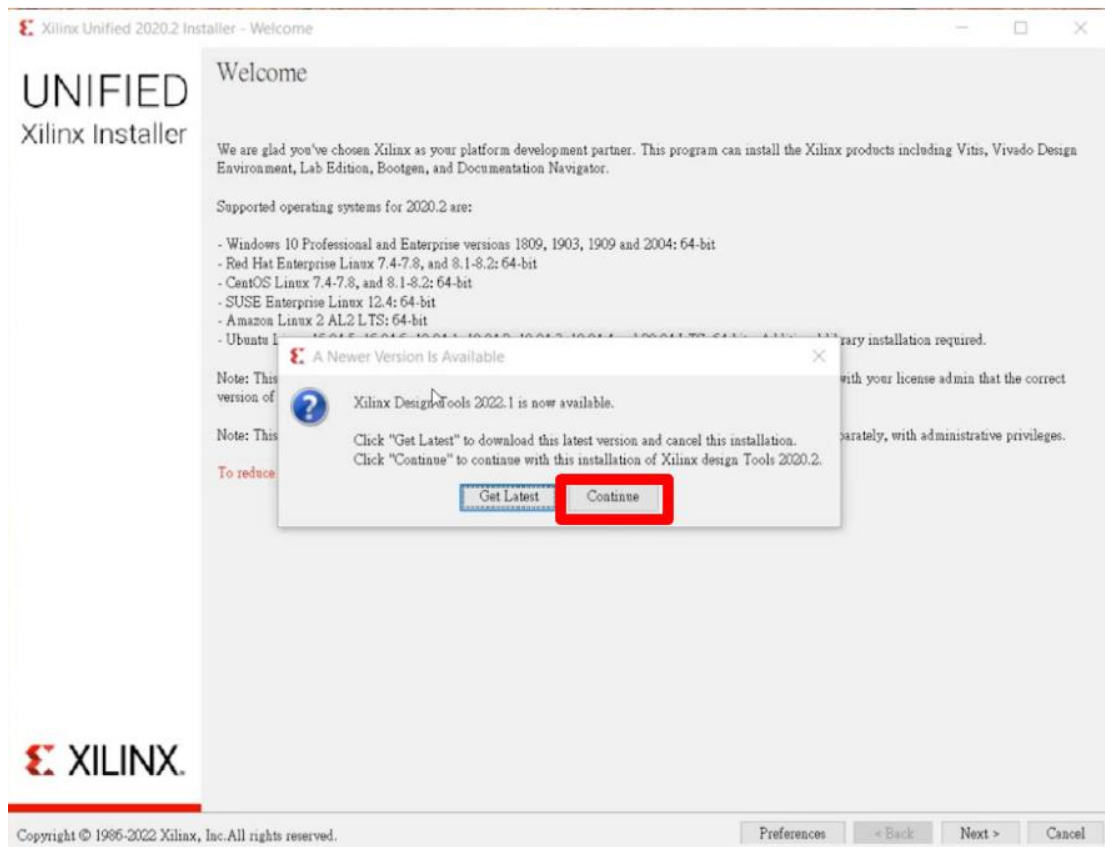 Xilinx Unified 2020.2 Installer - Welcome
UNIFIED
Xilinx Installer
Welcome
We are glad you've chosen Xilinx as your platform development partner. This program can install the Xilinx products including Vitis, Vivado Design
Environment, Lab Edition, Bootgen, and Documentation Navigator.
Supported operating systems for 2020.2 are:
- Windows 10 Professional and Enterprise versions 1809, 1903, 1909 and 2004: 64-bit
- Red Hat Enterprise Linux 7.4-7.8, and 8.1-8.2: 64-bit
- CentOS Linux 7.4-7.8, and 8.1-8.2: 64-bit
- SUSE Enterprise Linux 12.4: 64-bit
- Amazon Linux 2 AL2 LTS: 64-bit
- Ubuntu installation required.
Note: This with your license admin that the correct
version of
Note: This with administrative privileges.
To reduce
A Newer Version Is Available
Xilinx Design Tools 2022.1 is now available.
Click "Get Latest" to download this latest version and cancel this installation.
Click "Continue" to continue with this installation of Xilinx design Tools 2020.2.
Get Latest Continue
XILINX.
Copyright © 1986-2022 Xilinx, Inc.All rights reserved.
Preferences < Back Next > Cancel